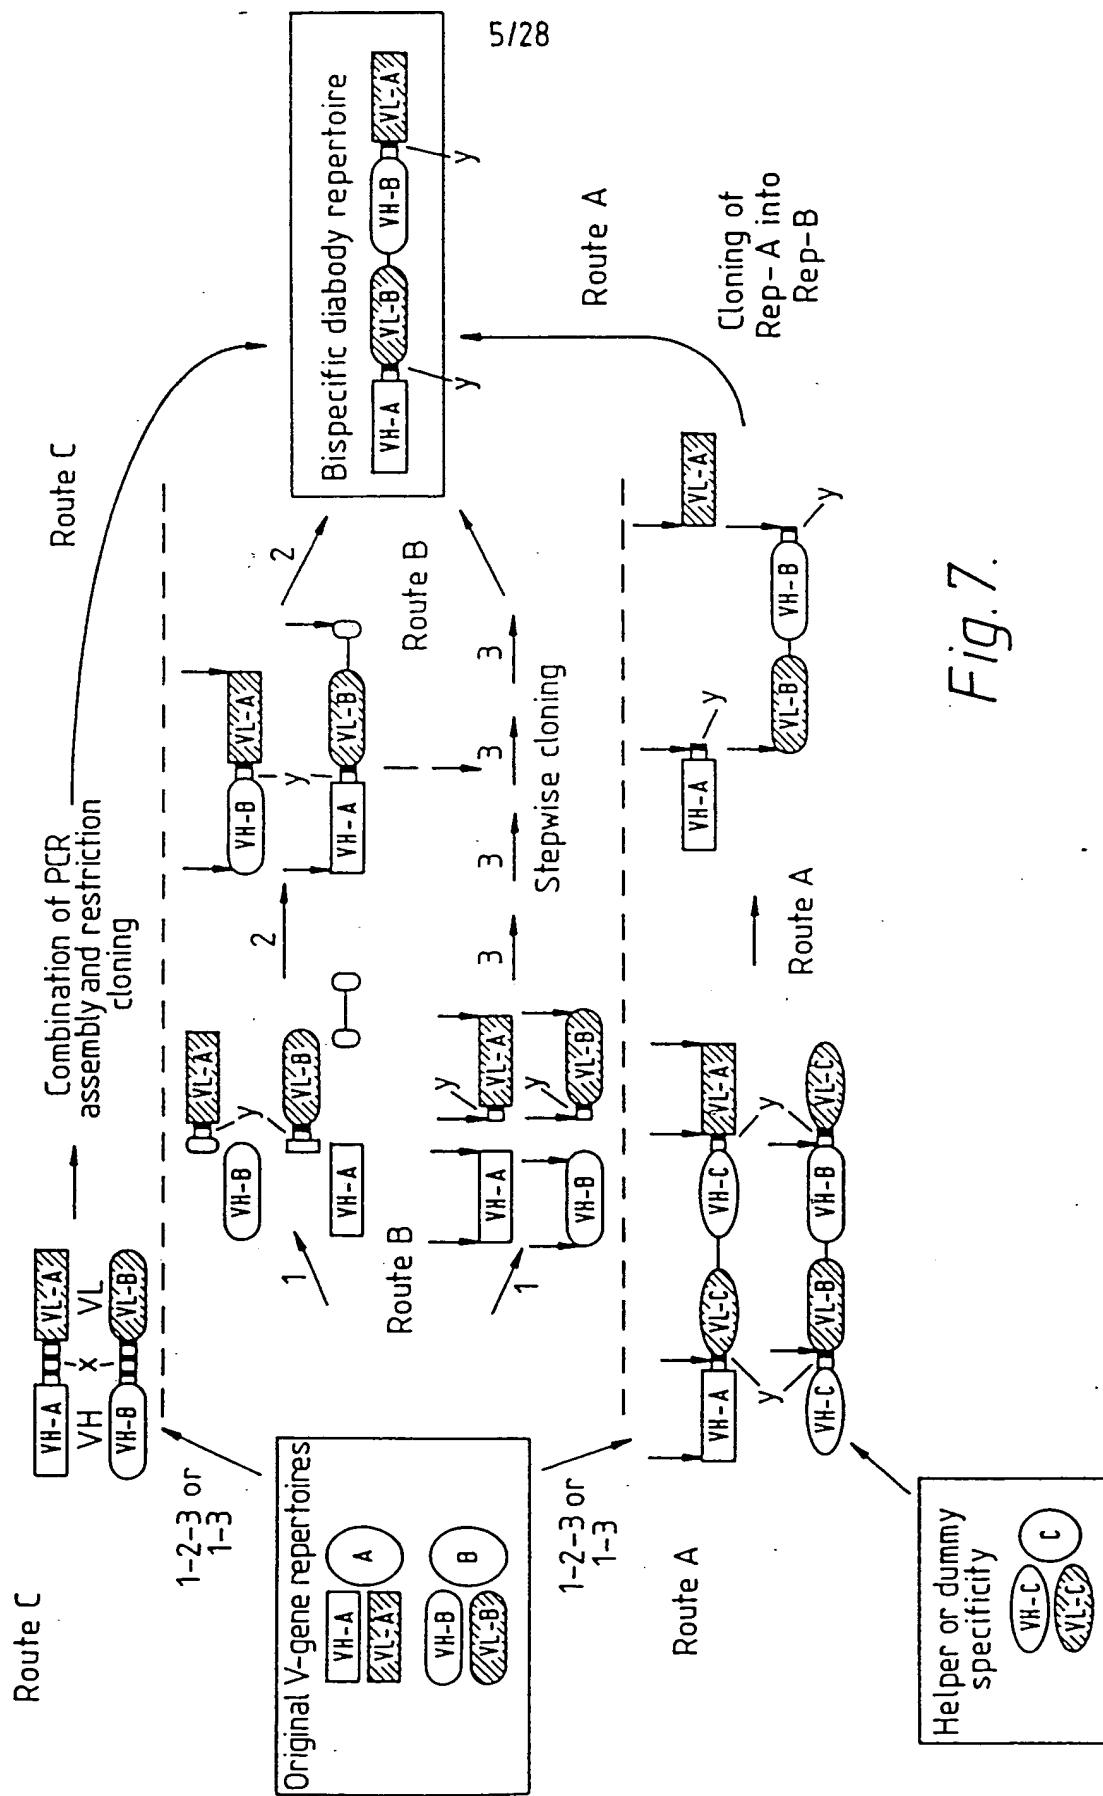 5/28
Route C
VH-A
VL-A
VH
x
VL
VH-B
VL-B
Combination of PCR
assembly and restriction
cloning
Route C
1-2-3 or
1-3
Original V-gene repertoires
VH-A
VL-A
A
VH-B
VL-B
B
1-2-3 or
1-3
1
Route B
1
VL-A
y
VH-B
VL-B
VH-A
2
VL-A
VH-B
y
VL-B
VH-A
2
Route B
VH-A
y
VL-A
VH-B
y
VL-B
3
3
3
3
Stepwise cloning
Bispecific diabody repertoire
VH-A
VL-B
VH-B
VL-A
y
y
Route A
Route A
VH-A
VL-C
VH-C
VL-A
y
y
VH-C
VL-B
VH-B
VL-C
Route A
VH-A
y
VL-A
VL-B
VH-B
y
Cloning of
Rep-A into
Rep-B
Helper or dummy
specificity
VH-C
VL-C
C
Fig. 7.